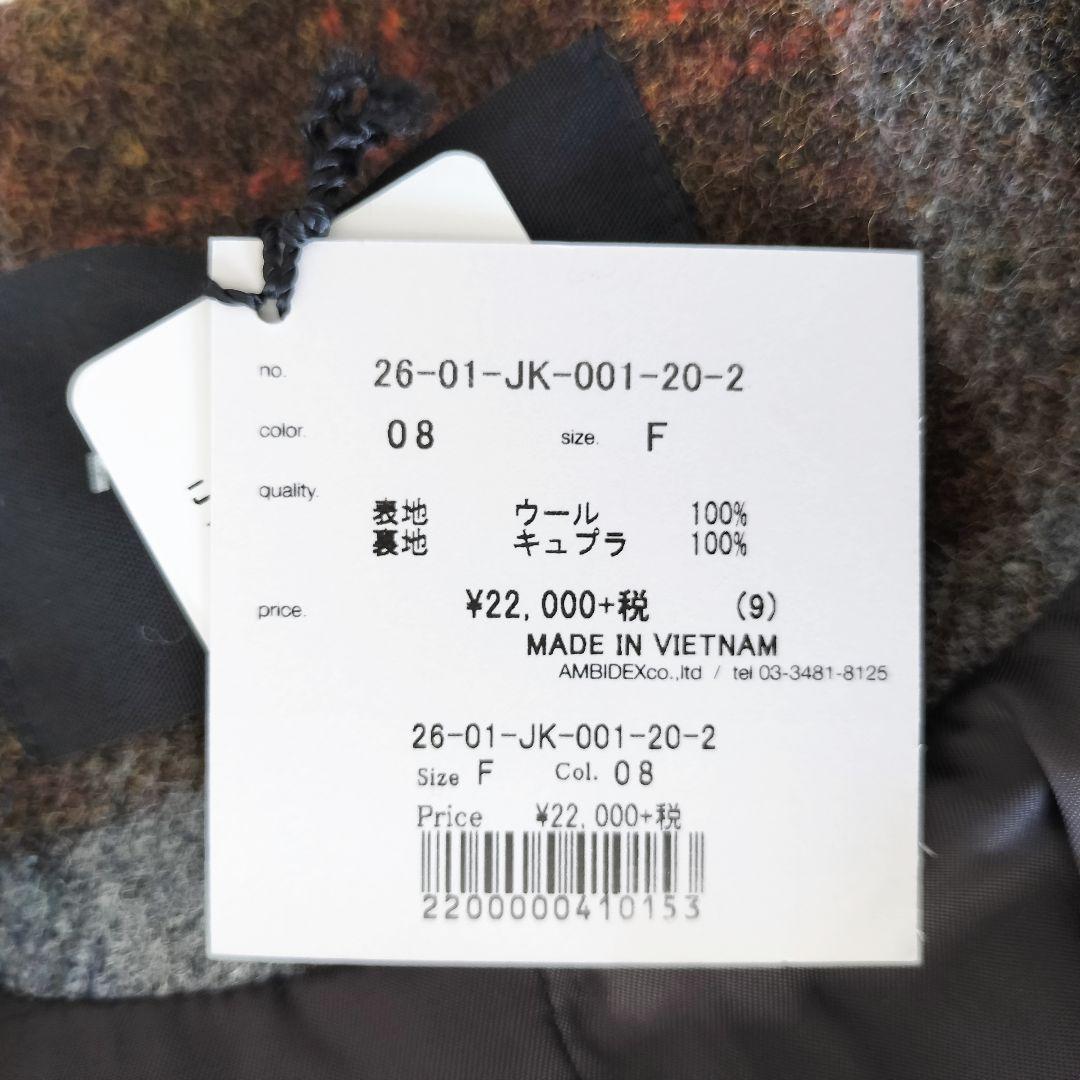 no. 26-01-JK-001-20-2
color. 08 size. F
quality.
表地 ウール 100%
裏地 キュプラ 100%
price. ¥22,000+税 (9)
MADE IN VIETNAM
AMBIDEXco.,ltd / tel 03-3481-8125
26-01-JK-001-20-2
Size F Col. 08
Price ¥22,000+税
2200000410153